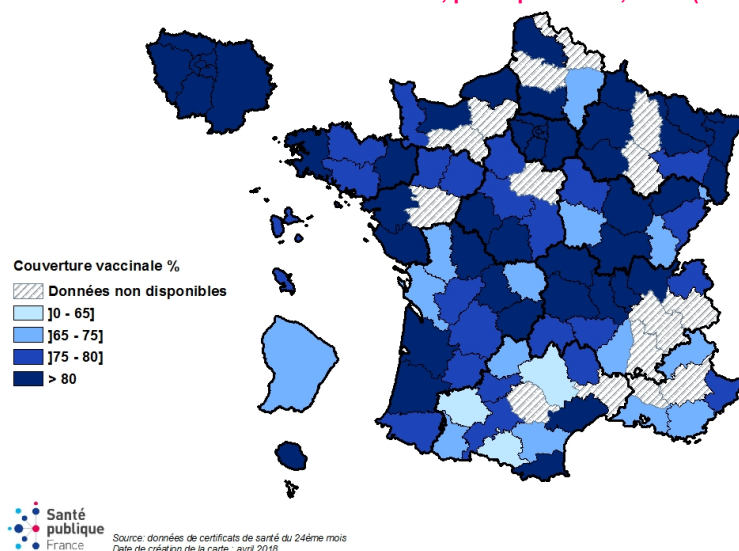 Couverture vaccinale %
Données non disponibles
]0 - 65]
]65 - 75]
]75 - 80]
> 80
Santé
publique
France
Source: données de certificats de santé du 24ème mois
Date de création de la carte : avril 2018